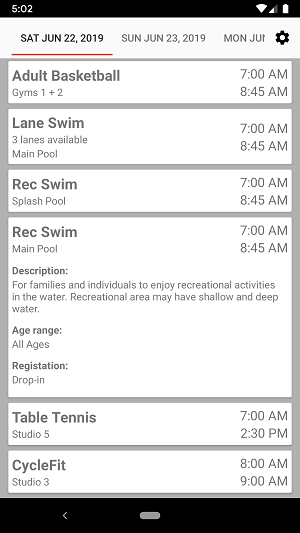 5:02
SAT JUN 22, 2019 SUN JUN 23, 2019 MON JUN
Adult Basketball 7:00 AM
Gyms 1 + 2 8:45 AM
Lane Swim 7:00 AM
3 lanes available 8:45 AM
Main Pool
Rec Swim 7:00 AM
Splash Pool 8:45 AM
Rec Swim 7:00 AM
Main Pool 8:45 AM
Description:
For families and individuals to enjoy recreational activities
in the water. Recreational area may have shallow and deep
water.
Age range:
All Ages
Registation:
Drop-in
Table Tennis 7:00 AM
Studio 5 2:30 PM
CycleFit 8:00 AM
Studio 3 9:00 AM